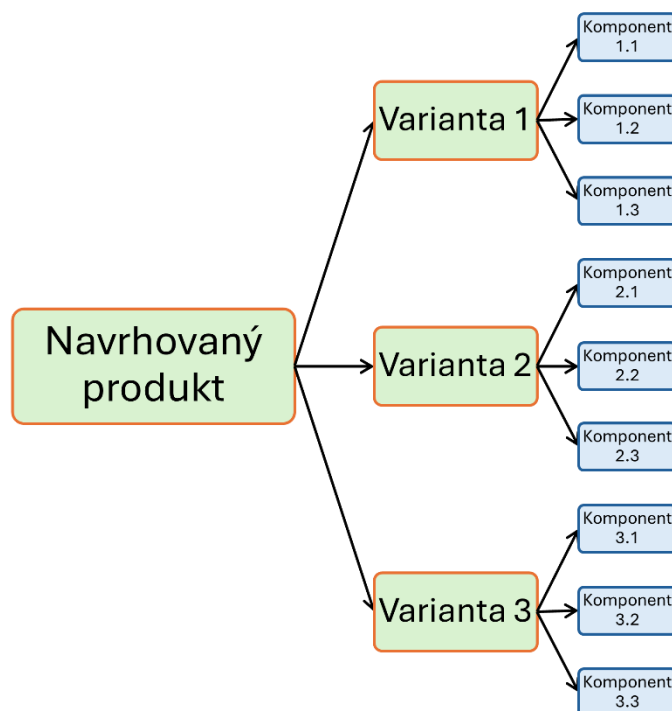 Komponent
1.1
Varianta 1
Komponent
1.2
Komponent
1.3
Komponent
2.1
Navrhovaný
produkt
Varianta 2
Komponent
2.2
Komponent
2.3
Komponent
3.1
Varianta 3
Komponent
3.2
Komponent
3.3